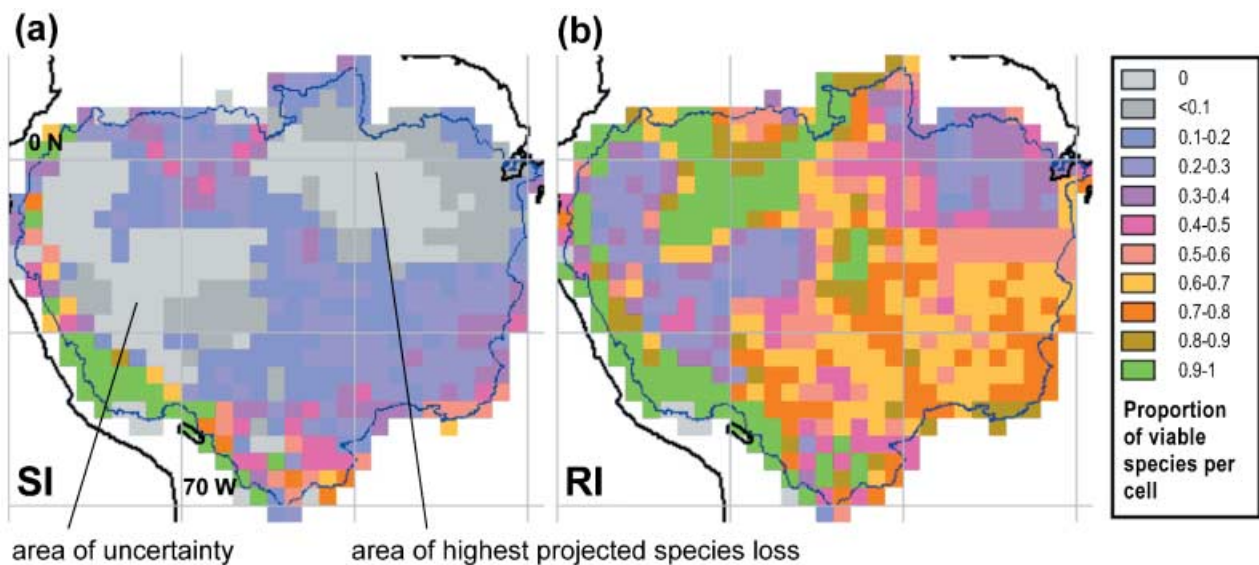 (a)
(b)
0 N
70 W
SI
RI
area of uncertainty
area of highest projected species loss
0
<0.1
0.1-0.2
0.2-0.3
0.3-0.4
0.4-0.5
0.5-0.6
0.6-0.7
0.7-0.8
0.8-0.9
0.9-1
Proportion
of viable
species per
cell